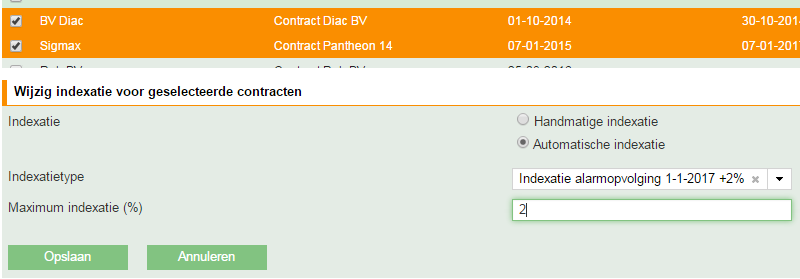 BV Diac Contract Diac BV 01-10-2014 30-10-201
Sigmax Contract Pantheon 14 07-01-2015 07-01-201
Wijzig indexatie voor geselecteerde contracten
Indexatie Handmatige indexatie
Automatische indexatie
Indexatietype Indexatie alarmopvolging 1-1-2017 +2%
Maximum indexatie (%) 2
Opslaan Annuleren